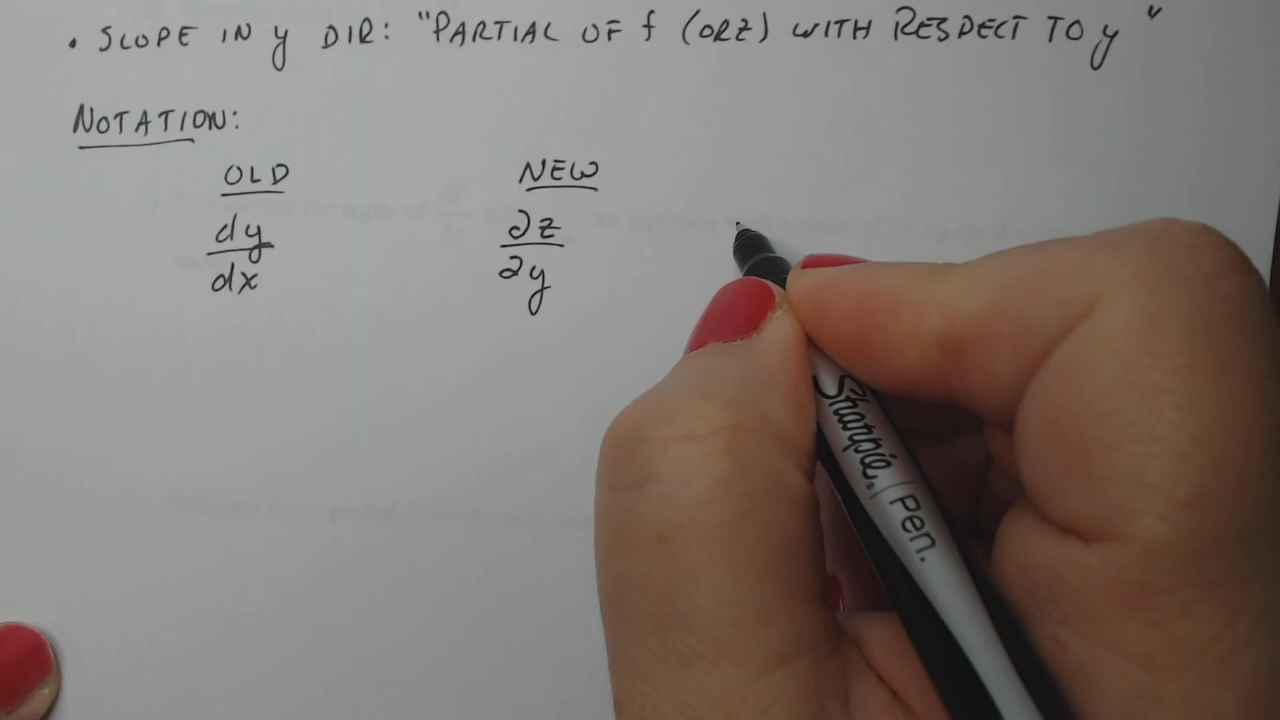 • SLOPE IN y DIR: "PARTIAL OF f (OR Z) WITH RESPECT TO y"
NOTATION:
OLD NEW
dy/dx ∂z/∂y
Sharpie. | Pen.